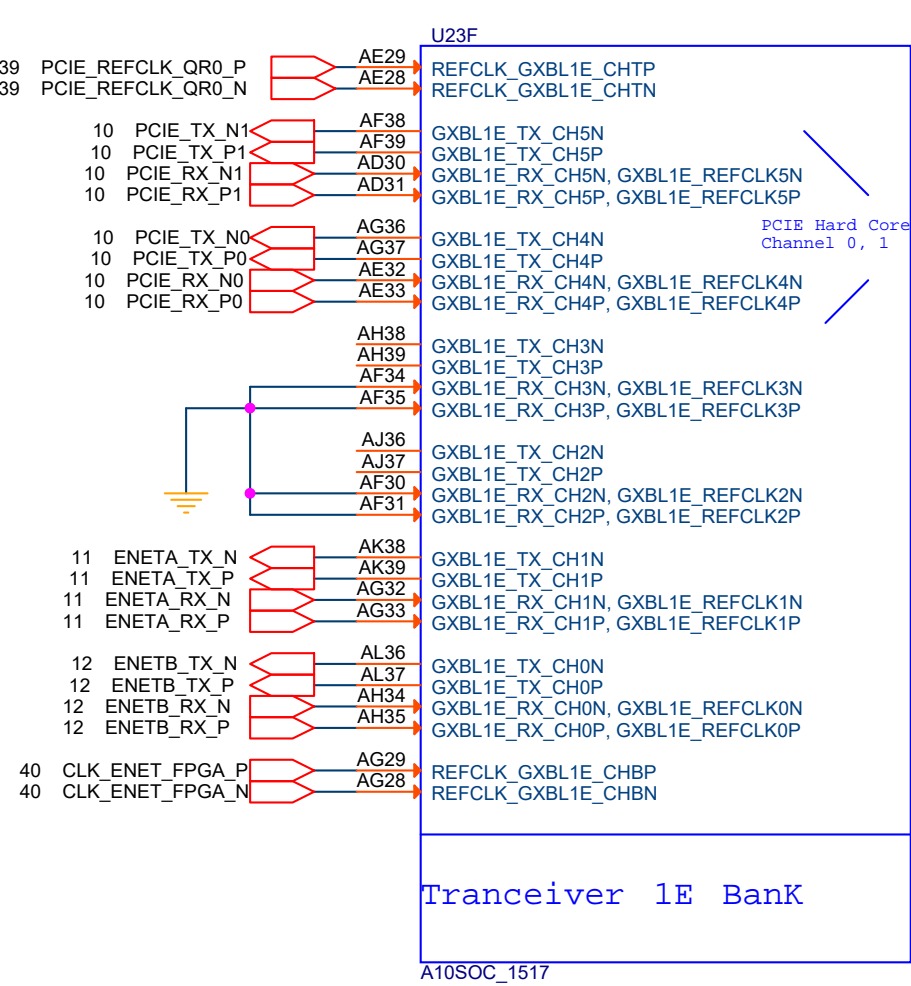 U23F
39 PCIE_REFCLK_QR0_P AE29 REFCLK_GXBL1E_CHTP
39 PCIE_REFCLK_QR0_N AE28 REFCLK_GXBL1E_CHTN
10 PCIE_TX_N1 AF38 GXBL1E_TX_CH5N
10 PCIE_TX_P1 AF39 GXBL1E_TX_CH5P
10 PCIE_RX_N1 AD30 GXBL1E_RX_CH5N, GXBL1E_REFCLK5N
10 PCIE_RX_P1 AD31 GXBL1E_RX_CH5P, GXBL1E_REFCLK5P
PCIE Hard Core
Channel 0, 1
10 PCIE_TX_N0 AG36 GXBL1E_TX_CH4N
10 PCIE_TX_P0 AG37 GXBL1E_TX_CH4P
10 PCIE_RX_N0 AE32 GXBL1E_RX_CH4N, GXBL1E_REFCLK4N
10 PCIE_RX_P0 AE33 GXBL1E_RX_CH4P, GXBL1E_REFCLK4P
AH38 GXBL1E_TX_CH3N
AH39 GXBL1E_TX_CH3P
AF34 GXBL1E_RX_CH3N, GXBL1E_REFCLK3N
AF35 GXBL1E_RX_CH3P, GXBL1E_REFCLK3P
AJ36 GXBL1E_TX_CH2N
AJ37 GXBL1E_TX_CH2P
AF30 GXBL1E_RX_CH2N, GXBL1E_REFCLK2N
AF31 GXBL1E_RX_CH2P, GXBL1E_REFCLK2P
11 ENETA_TX_N AK38 GXBL1E_TX_CH1N
11 ENETA_TX_P AK39 GXBL1E_TX_CH1P
11 ENETA_RX_N AG32 GXBL1E_RX_CH1N, GXBL1E_REFCLK1N
11 ENETA_RX_P AG33 GXBL1E_RX_CH1P, GXBL1E_REFCLK1P
12 ENETB_TX_N AL36 GXBL1E_TX_CH0N
12 ENETB_TX_P AL37 GXBL1E_TX_CH0P
12 ENETB_RX_N AH34 GXBL1E_RX_CH0N, GXBL1E_REFCLK0N
12 ENETB_RX_P AH35 GXBL1E_RX_CH0P, GXBL1E_REFCLK0P
40 CLK_ENET_FPGA_P AG29 REFCLK_GXBL1E_CHBP
40 CLK_ENET_FPGA_N AG28 REFCLK_GXBL1E_CHBN
Tranceiver 1E BanK
A10SOC_1517